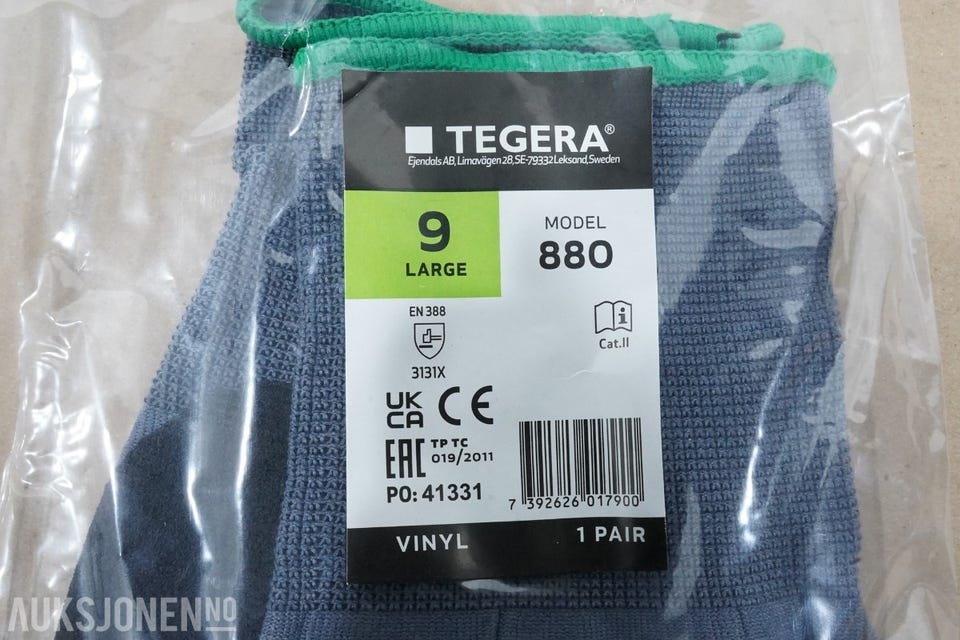 TEGERA®
Ejendals AB, Limavägen 28, SE-79332 Leksand, Sweden
9
LARGE
MODEL
880
EN 388
3131X
Cat.II
UK
CA CE
EAC TP TC
019/2011
PO: 41331
7 392626 017900
VINYL 1 PAIR
AUKSJONEN.NO